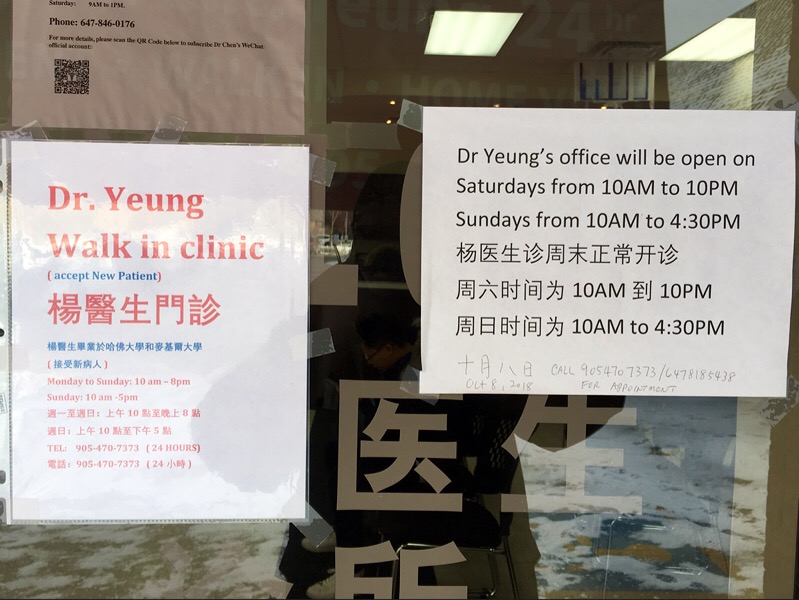 Saturday: 9AM to 1PM.
Phone: 647-846-0176
For more details, please scan the QR Code below to subscribe Dr Chen's WeChat
official account:
Dr. Yeung
Walk in clinic
( accept New Patient)
楊醫生門診
楊醫生畢業於哈佛大學和麥基爾大學
( 接受新病人 )
Monday to Sunday: 10 am – 8pm
Sunday: 10 am -5pm
週一至週日: 上午 10 點至晚上 8 點
週日: 上午 10 點至下午 5 點
TEL: 905-470-7373 ( 24 HOURS)
電話: 905-470-7373 ( 24 小時 )
Dr Yeung's office will be open on
Saturdays from 10AM to 10PM
Sundays from 10AM to 4:30PM
杨医生诊周末正常开诊
周六时间为 10AM 到 10PM
周日时间为 10AM to 4:30PM
十月八日 CALL 9054707373/6478185438
Oct 8, 2018 FOR APPOINTMENT
医生
所